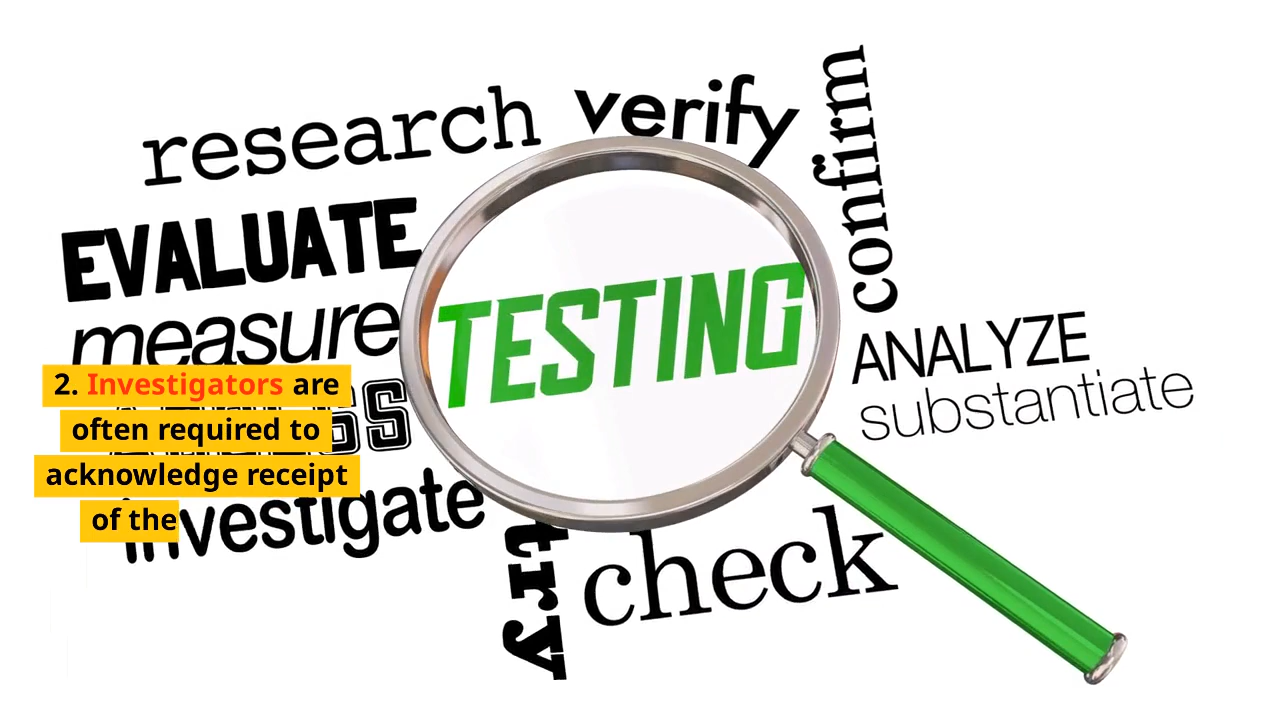 research
verify
confirm
EVALUATE
TESTING
measure
ANALYZE
substantiate
2. Investigators are
often required to
acknowledge receipt
of the
investigate
try
check